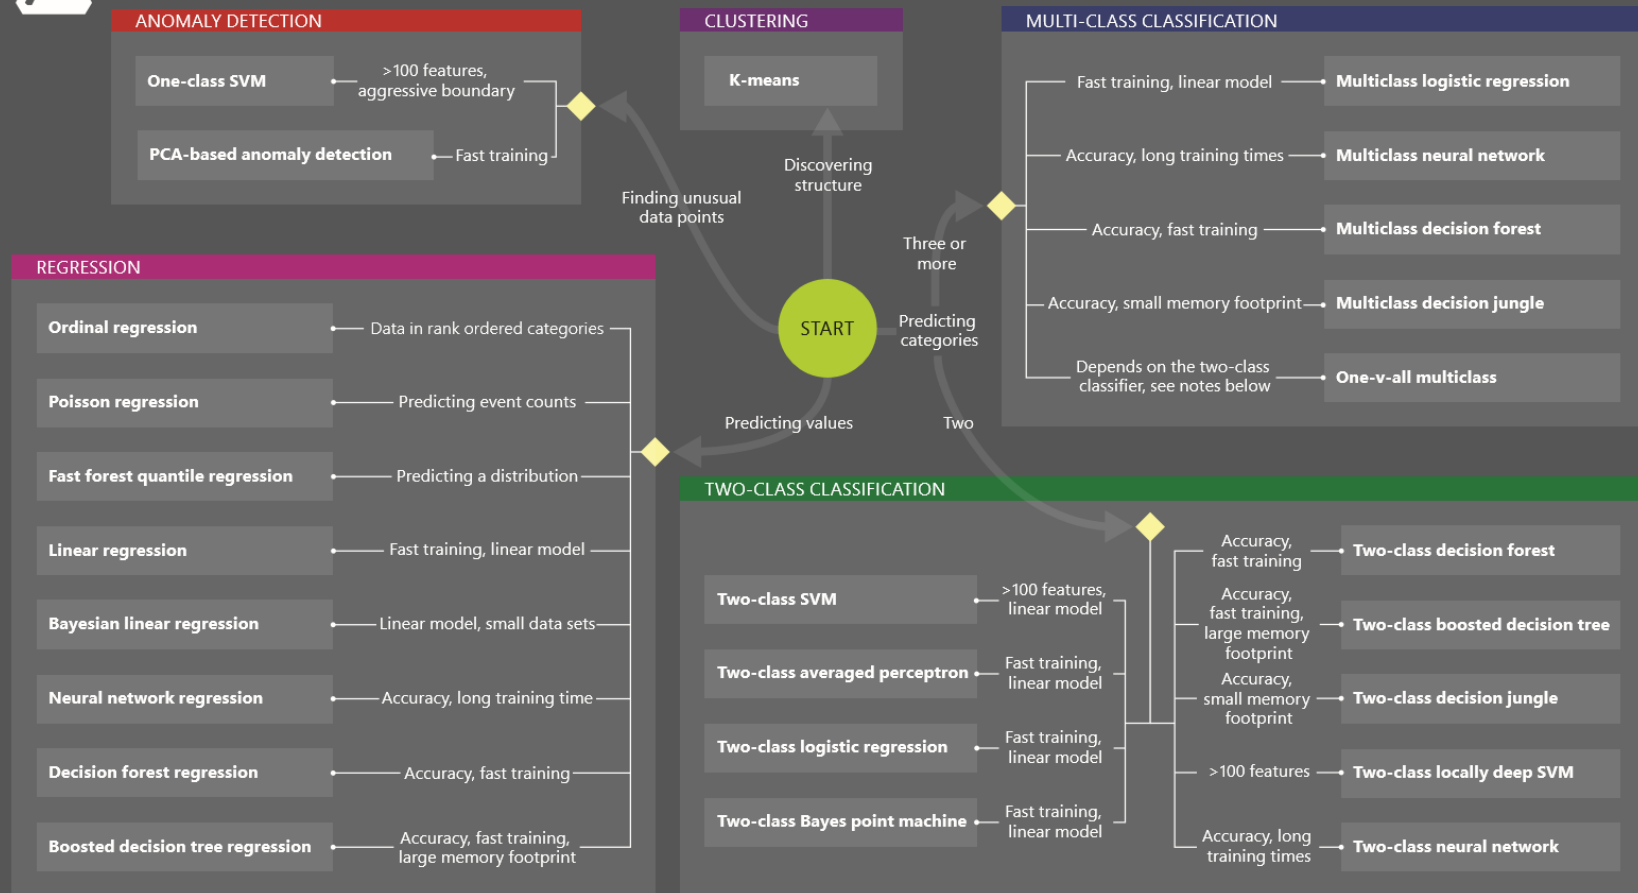 ANOMALY DETECTION
One-class SVM
>100 features,
aggressive boundary
PCA-based anomaly detection
Fast training
CLUSTERING
K-means
MULTI-CLASS CLASSIFICATION
Fast training, linear model
Multiclass logistic regression
Accuracy, long training times
Multiclass neural network
Accuracy, fast training
Multiclass decision forest
Accuracy, small memory footprint
Multiclass decision jungle
Depends on the two-class
classifier, see notes below
One-v-all multiclass
Discovering
structure
Finding unusual
data points
Three or
more
START
Predicting
categories
Predicting values
Two
REGRESSION
Ordinal regression
Data in rank ordered categories
Poisson regression
Predicting event counts
Fast forest quantile regression
Predicting a distribution
Linear regression
Fast training, linear model
Bayesian linear regression
Linear model, small data sets
Neural network regression
Accuracy, long training time
Decision forest regression
Accuracy, fast training
Boosted decision tree regression
Accuracy, fast training,
large memory footprint
TWO-CLASS CLASSIFICATION
Two-class SVM
>100 features,
linear model
Two-class averaged perceptron
Fast training,
linear model
Two-class logistic regression
Fast training,
linear model
Two-class Bayes point machine
Fast training,
linear model
Accuracy,
fast training
Two-class decision forest
Accuracy,
fast training,
large memory
footprint
Two-class boosted decision tree
Accuracy,
small memory
footprint
Two-class decision jungle
>100 features
Two-class locally deep SVM
Accuracy, long
training times
Two-class neural network